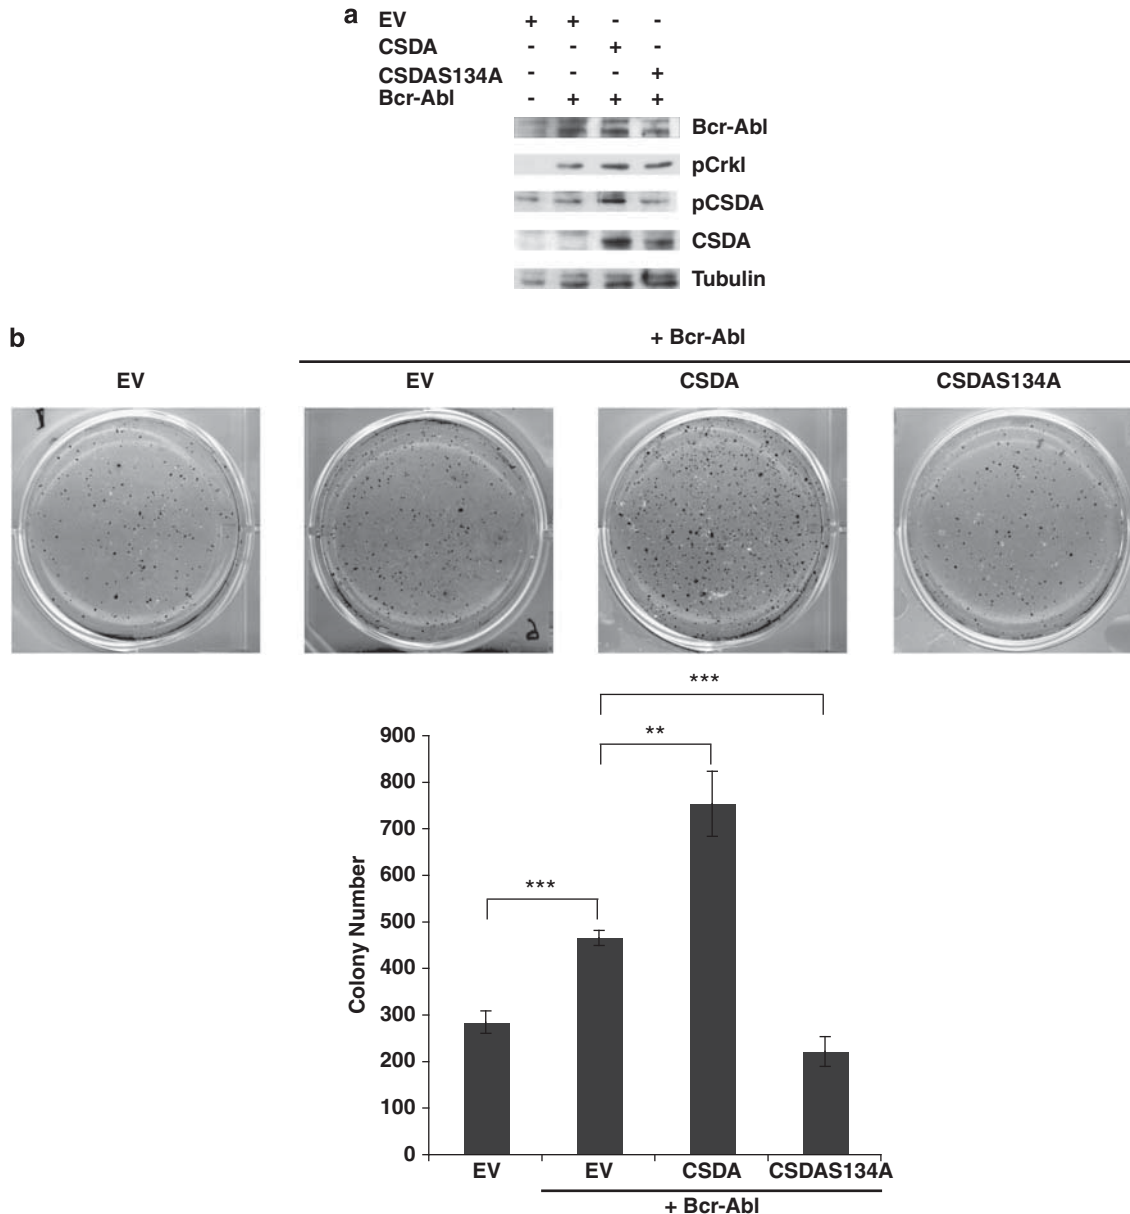 a
EV + + - -
CSDA - - + -
CSDAS134A - - - +
Bcr-Abl - + + +
Bcr-Abl
pCrkl
pCSDA
CSDA
Tubulin
b
+ Bcr-Abl
EV EV CSDA CSDAS134A
***
**
***
Colony Number
900
800
700
600
500
400
300
200
100
0
EV EV CSDA CSDAS134A
+ Bcr-Abl